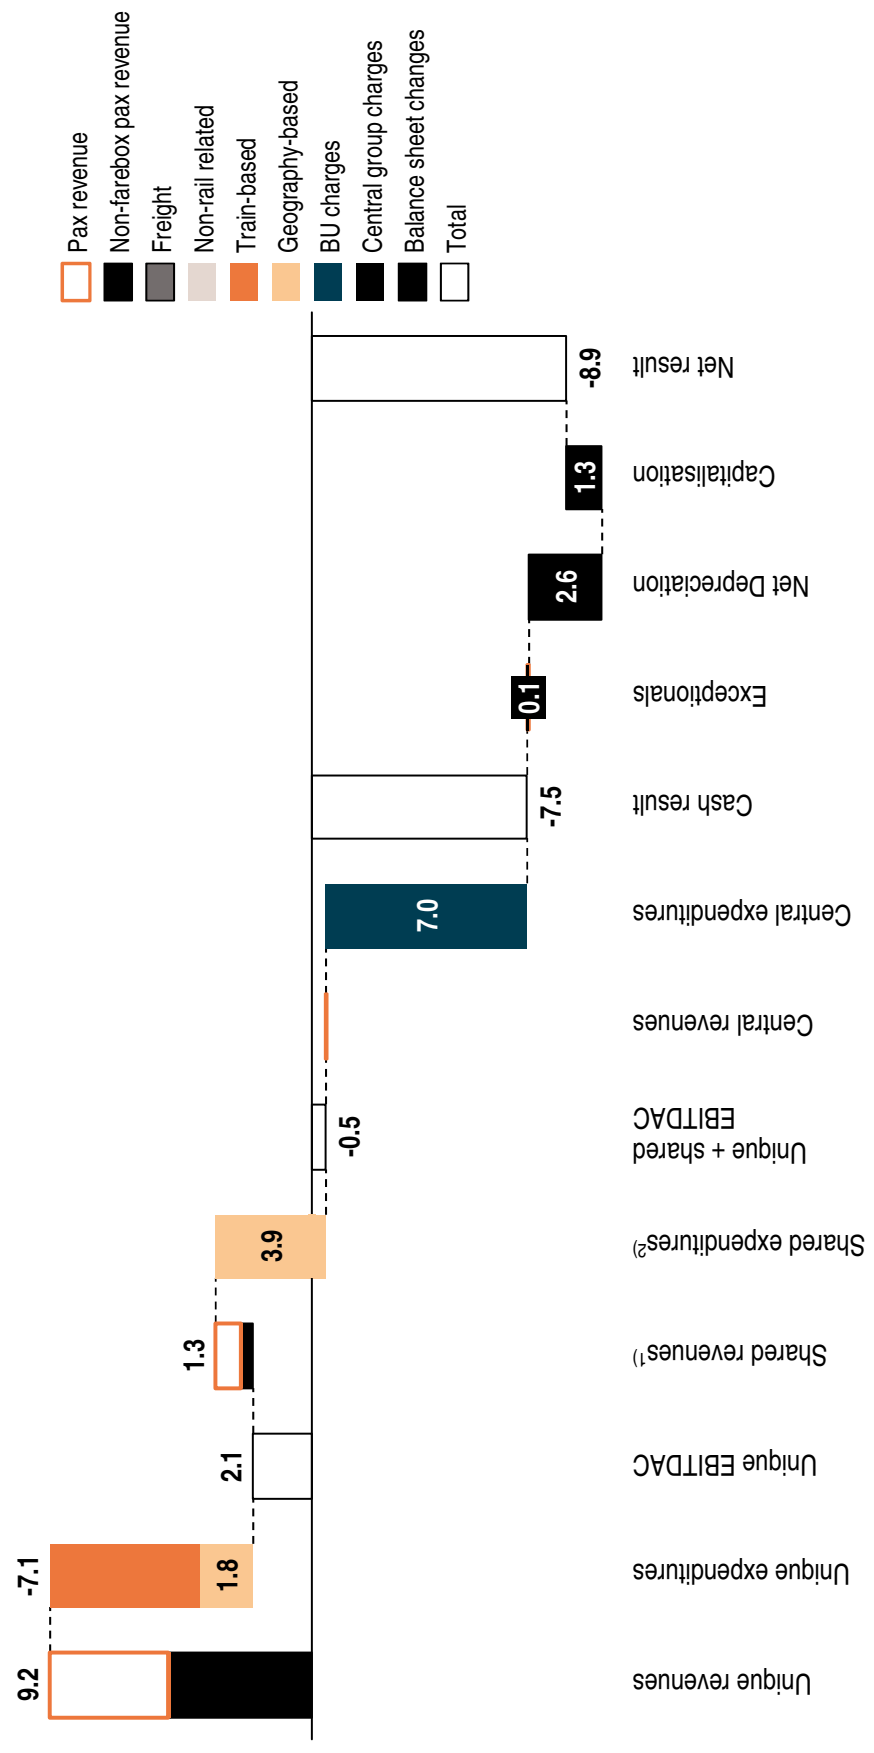 Pax revenue
Non-farebox pax revenue
Freight
Non-rail related
Train-based
Geography-based
BU charges
Central group charges
Balance sheet changes
Total
9.2
-7.1
1.8
2.1
1.3
3.9
-0.5
7.0
-7.5
0.1
2.6
1.3
-8.9
Unique revenues
Unique expenditures
Unique EBITDAC
Shared revenues1)
Shared expenditures2)
Unique + shared
EBITDAC
Central revenues
Central expenditures
Cash result
Exceptionals
Net Depreciation
Capitalisation
Net result